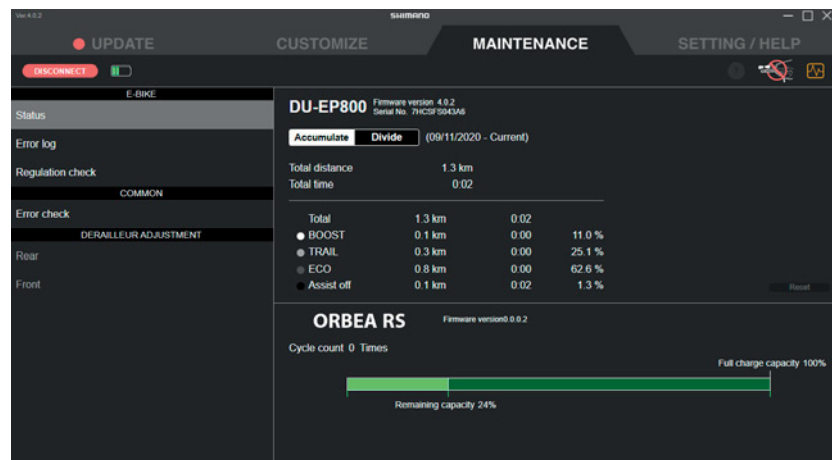 Ver.4.0.2
SHIMANO
UPDATE CUSTOMIZE MAINTENANCE SETTING / HELP
DISCONNECT
E-BIKE
Status
Error log
Regulation check
COMMON
Error check
DERAILLEUR ADJUSTMENT
Rear
Front
DU-EP800 Firmware version 4.0.2
Serial No. 7HCSFS043A6
Accumulate Divide (09/11/2020 - Current)
Total distance 1.3 km
Total time 0:02
Total 1.3 km 0:02
BOOST 0.1 km 0:00 11.0 %
TRAIL 0.3 km 0:00 25.1 %
ECO 0.8 km 0:00 62.6 %
Assist off 0.1 km 0:02 1.3 %
Reset
ORBEA RS Firmware version0.0.0.2
Cycle count 0 Times
Full charge capacity 100%
Remaining capacity 24%